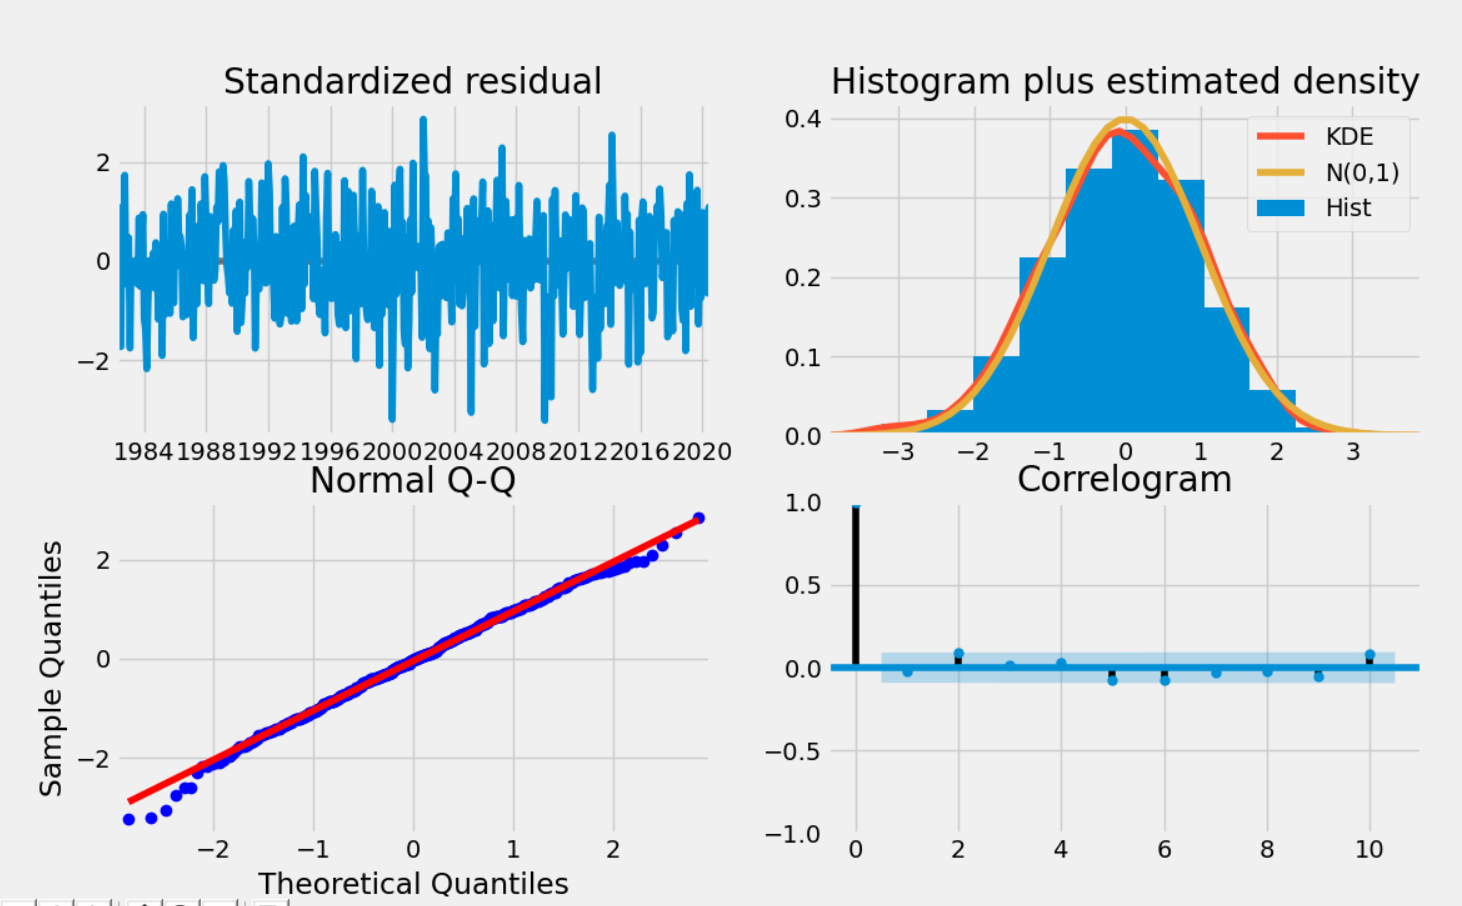 Standardized residual
2
0
−2
1984 1988 1992 1996 2000 2004 2008 2012 2016 2020
Histogram plus estimated density
0.4
0.3
0.2
0.1
0.0
KDE
N(0,1)
Hist
−3 −2 −1 0 1 2 3
Normal Q-Q
Sample Quantiles
2
0
−2
−2 −1 0 1 2
Theoretical Quantiles
Correlogram
1.0
0.5
0.0
−0.5
−1.0
0 2 4 6 8 10